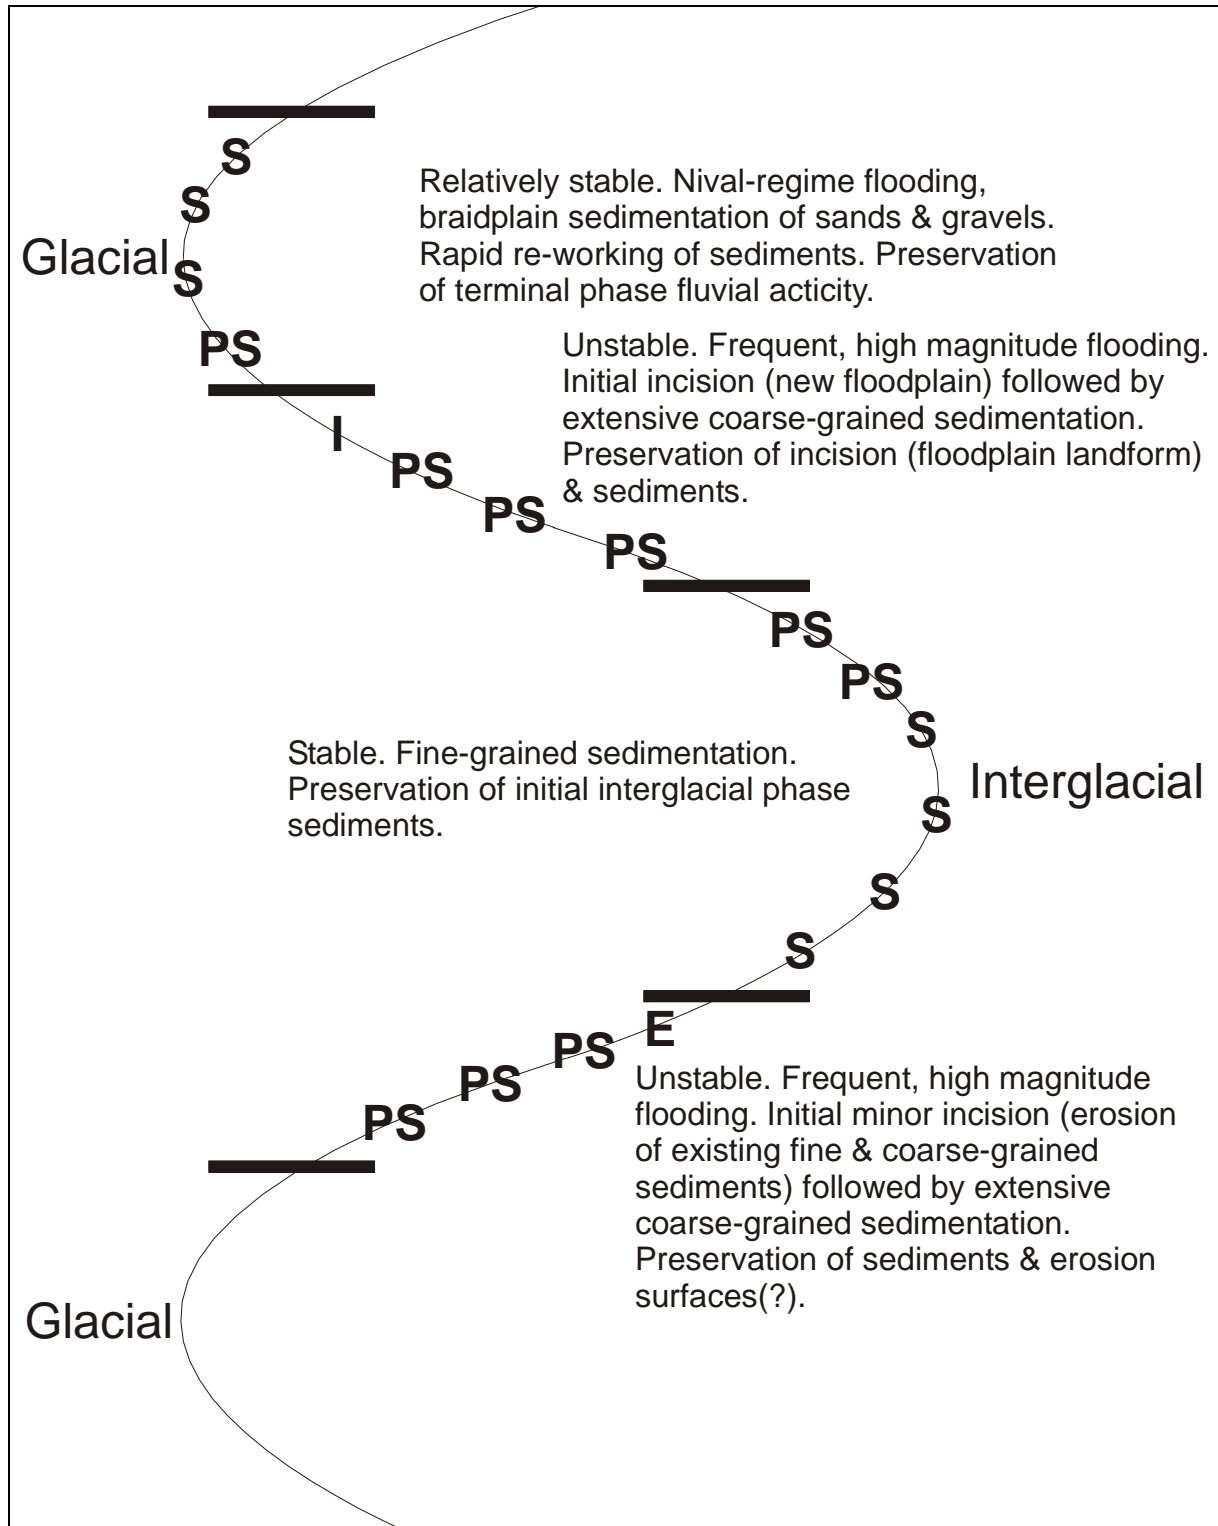 S
S
Relatively stable. Nival-regime flooding,
braidplain sedimentation of sands & gravels.
Rapid re-working of sediments. Preservation
of terminal phase fluvial acticity.
Glacial
S
PS
Unstable. Frequent, high magnitude flooding.
Initial incision (new floodplain) followed by
extensive coarse-grained sedimentation.
Preservation of incision (floodplain landform)
& sediments.
I
PS
PS
PS
PS
PS
S
Stable. Fine-grained sedimentation.
Preservation of initial interglacial phase
sediments.
Interglacial
S
S
S
E
PS
PS
PS
Unstable. Frequent, high magnitude
flooding. Initial minor incision (erosion
of existing fine & coarse-grained
sediments) followed by extensive
coarse-grained sedimentation.
Preservation of sediments & erosion
surfaces(?).
Glacial